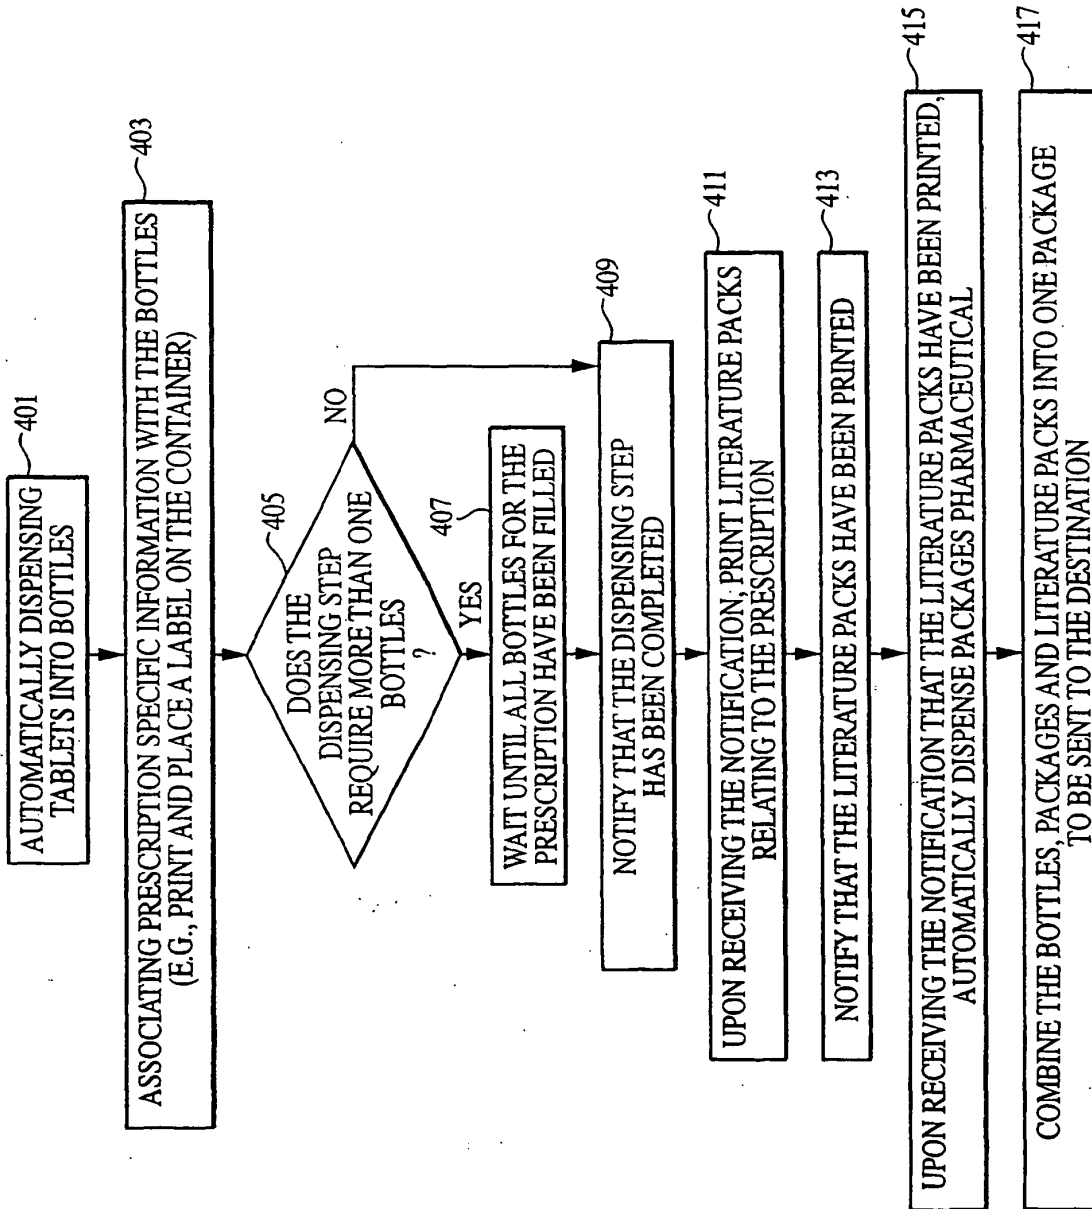 401
AUTOMATICALLY DISPENSING
TABLETS INTO BOTTLES
403
ASSOCIATING PRESCRIPTION SPECIFIC INFORMATION WITH THE BOTTLES
(E.G., PRINT AND PLACE A LABEL ON THE CONTAINER)
405
DOES THE
DISPENSING STEP
REQUIRE MORE THAN ONE
BOTTLES
?
NO
YES
407
WAIT UNTIL ALL BOTTLES FOR THE
PRESCRIPTION HAVE BEEN FILLED
409
NOTIFY THAT THE DISPENSING STEP
HAS BEEN COMPLETED
411
UPON RECEIVING THE NOTIFICATION, PRINT LITERATURE PACKS
RELATING TO THE PRESCRIPTION
413
NOTIFY THAT THE LITERATURE PACKS HAVE BEEN PRINTED
415
UPON RECEIVING THE NOTIFICATION THAT THE LITERATURE PACKS HAVE BEEN PRINTED,
AUTOMATICALLY DISPENSE PACKAGES PHARMACEUTICAL
417
COMBINE THE BOTTLES, PACKAGES AND LITERATURE PACKS INTO ONE PACKAGE
TO BE SENT TO THE DESTINATION